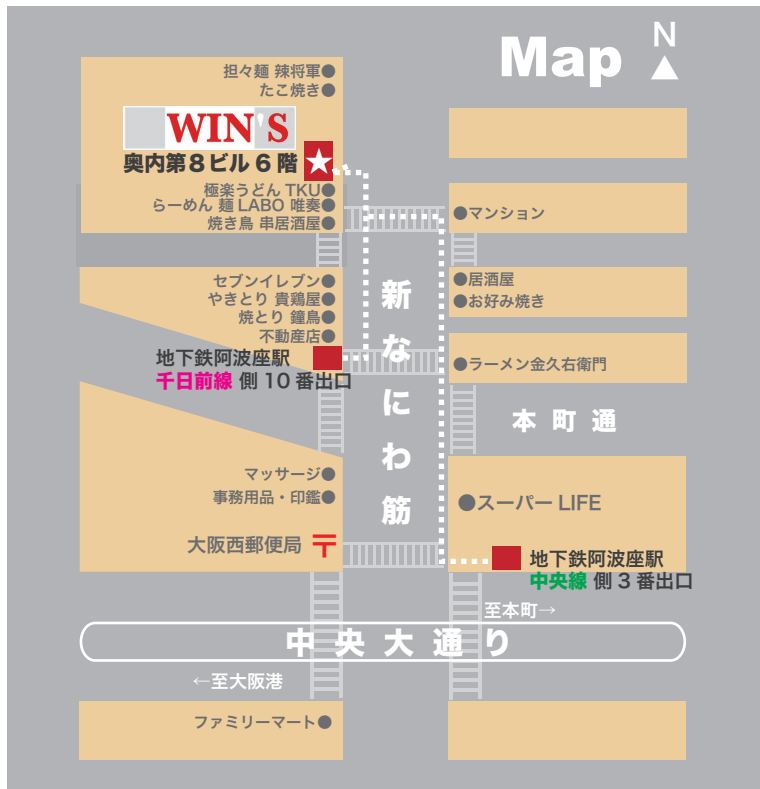 Map
N
担々麺 辣将軍
たこ焼き
WIN'S
奥内第8ビル6階
極楽うどん TKU
らーめん 麺 LABO 唯奏
焼き鳥 串居酒屋
マンション
セブンイレブン
やきとり 貴鶏屋
焼とり 鐘鳥
不動産店
居酒屋
お好み焼き
地下鉄阿波座駅
千日前線 側 10 番出口
ラーメン金久右衛門
新なにわ筋
本町通
マッサージ
事務用品・印鑑
大阪西郵便局 〒
スーパー LIFE
地下鉄阿波座駅
中央線 側 3 番出口
至本町→
中央大通り
←至大阪港
ファミリーマート